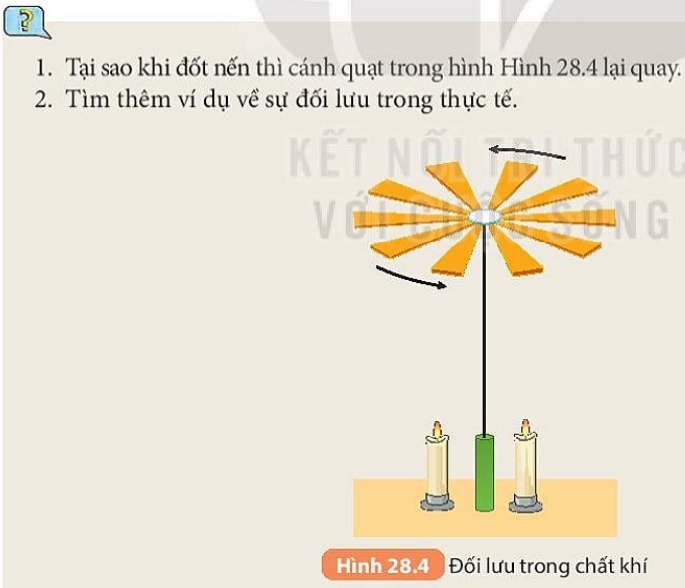 ?
1. Tại sao khi đốt nến thì cánh quạt trong hình Hình 28.4 lại quay.
2. Tìm thêm ví dụ về sự đối lưu trong thực tế.
KẾT NỐI TRI THỨC
VỚI CUỘC SỐNG
Hình 28.4 Đối lưu trong chất khí